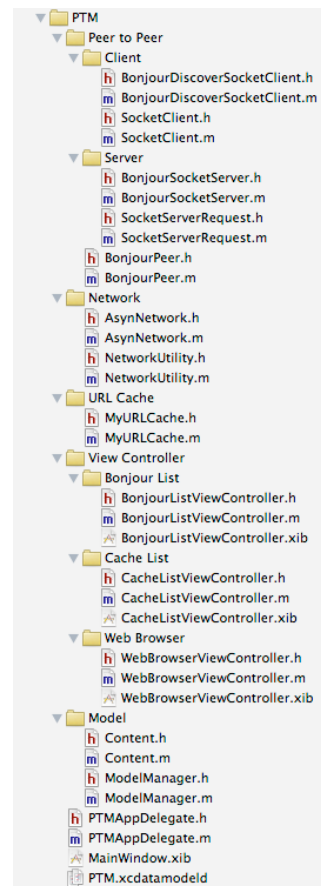 PTM
Peer to Peer
Client
h BonjourDiscoverSocketClient.h
m BonjourDiscoverSocketClient.m
h SocketClient.h
m SocketClient.m
Server
h BonjourSocketServer.h
m BonjourSocketServer.m
h SocketServerRequest.h
m SocketServerRequest.m
h BonjourPeer.h
m BonjourPeer.m
Network
h AsynNetwork.h
m AsynNetwork.m
h NetworkUtility.h
m NetworkUtility.m
URL Cache
h MyURLCache.h
m MyURLCache.m
View Controller
Bonjour List
h BonjourListViewController.h
m BonjourListViewController.m
BonjourListViewController.xib
Cache List
h CacheListViewController.h
m CacheListViewController.m
CacheListViewController.xib
Web Browser
h WebBrowserViewController.h
m WebBrowserViewController.m
WebBrowserViewController.xib
Model
h Content.h
m Content.m
h ModelManager.h
m ModelManager.m
h PTMAppDelegate.h
m PTMAppDelegate.m
MainWindow.xib
PTM.xcdatamodeld